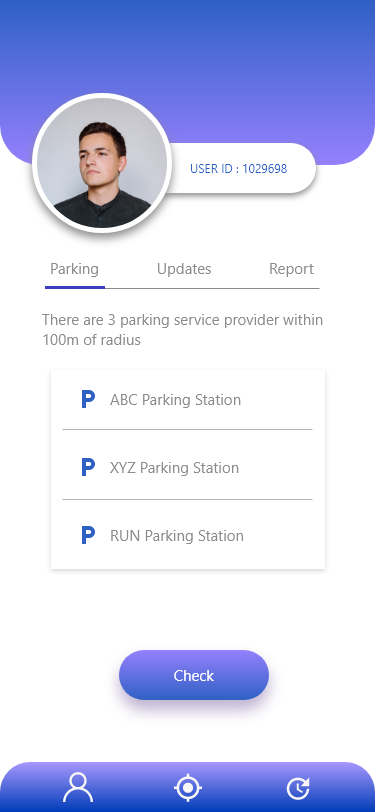 USER ID : 1029698
Parking Updates Report
There are 3 parking service provider within
100m of radius
P ABC Parking Station
P XYZ Parking Station
P RUN Parking Station
Check